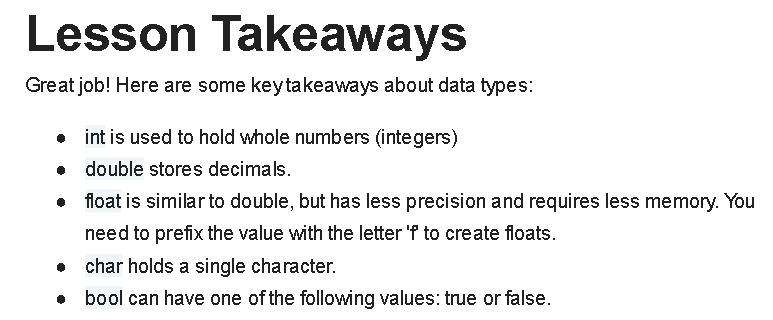 Lesson Takeaways
Great job! Here are some key takeaways about data types:
● int is used to hold whole numbers (integers)
● double stores decimals.
● float is similar to double, but has less precision and requires less memory. You
need to prefix the value with the letter 'f' to create floats.
● char holds a single character.
● bool can have one of the following values: true or false.